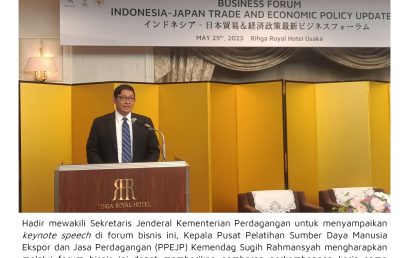 BUSINESS FORUM
INDONESIA-JAPAN TRADE AND ECONOMIC POLICY UPDATE
インドネシア - 日本貿易&経済政策最新ビジネスフォーラム
MAY 25th, 2023 Rihga Royal Hotel Osaka
RIHGA ROYAL HOTEL
Hadir mewakili Sekretaris Jenderal Kementerian Perdagangan untuk menyampaikan
keynote speech di forum bisnis ini, Kepala Pusat Pelatihan Sumber Daya Manusia
Ekspor dan Jasa Perdagangan (PPEJP) Kemendag Sugih Rahmansyah mengharapkan
melalui forum bisnis ini dapat memberikan gambaran perkembangan kerja sama